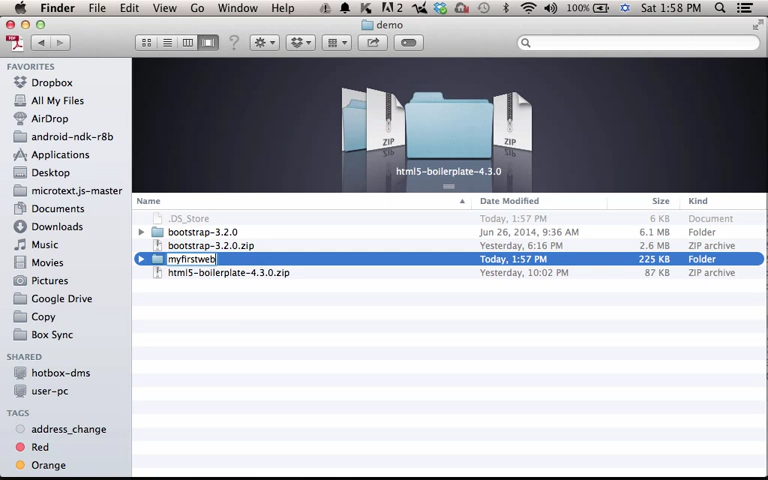 Finder File Edit View Go Window Help 2 100% Sat 1:58 PM
demo
FAVORITES
Dropbox
All My Files
AirDrop
android-ndk-r8b
Applications
Desktop
microtext.js-master
Documents
Downloads
Music
Movies
Pictures
Google Drive
Copy
Box Sync
SHARED
hotbox-dms
user-pc
TAGS
address_change
Red
Orange
ZIP ZIP
html5-boilerplate-4.3.0
Name Date Modified Size Kind
.DS_Store Today, 1:57 PM 6 KB Document
bootstrap-3.2.0 Jun 26, 2014, 9:36 AM 6.1 MB Folder
bootstrap-3.2.0.zip Yesterday, 6:16 PM 2.6 MB ZIP archive
myfirstweb Today, 1:57 PM 225 KB Folder
html5-boilerplate-4.3.0.zip Yesterday, 10:02 PM 87 KB ZIP archive